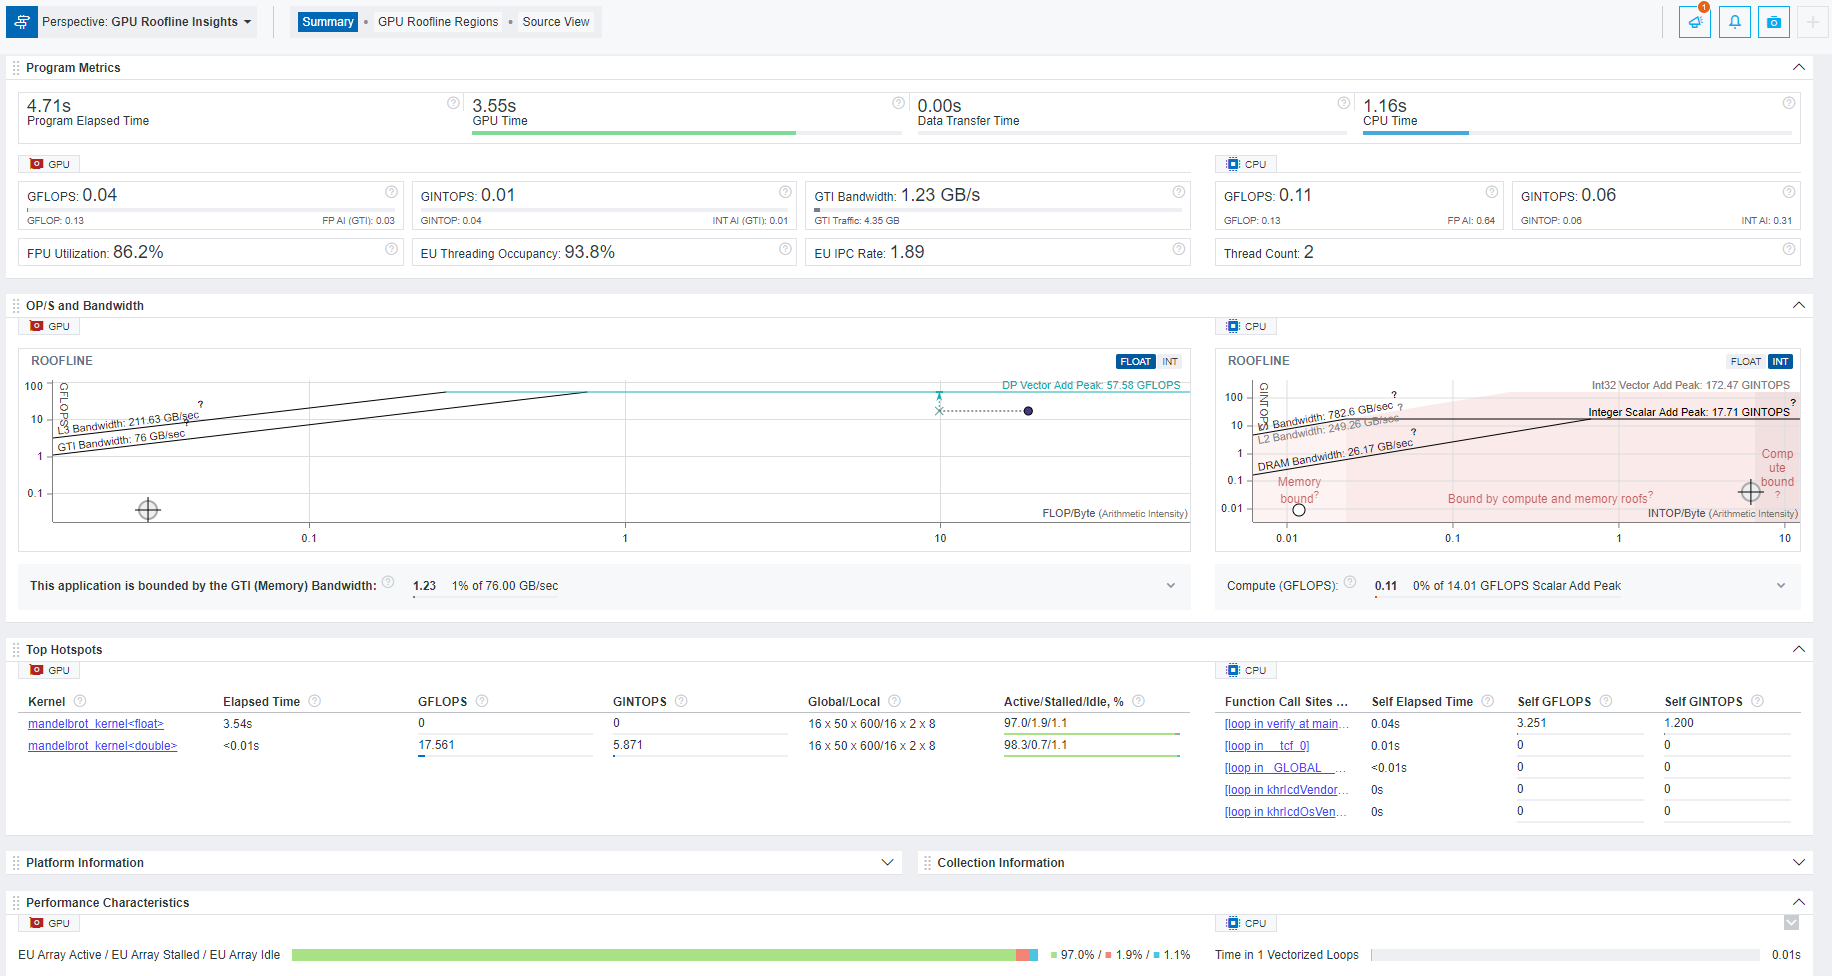 Perspective: GPU Roofline Insights
Summary • GPU Roofline Regions • Source View
1
Program Metrics
4.71s
Program Elapsed Time
3.55s
GPU Time
0.00s
Data Transfer Time
1.16s
CPU Time
GPU
GFLOPS: 0.04
GFLOP: 0.13
FP AI (GTI): 0.03
GINTOPS: 0.01
GINTOP: 0.04
INT AI (GTI): 0.01
GTI Bandwidth: 1.23 GB/s
GTI Traffic: 4.35 GB
FPU Utilization: 86.2%
EU Threading Occupancy: 93.8%
EU IPC Rate: 1.89
CPU
GFLOPS: 0.11
GFLOP: 0.13
FP AI: 0.64
GINTOPS: 0.06
GINTOP: 0.06
INT AI: 0.31
Thread Count: 2
OP/S and Bandwidth
GPU
ROOFLINE
FLOAT INT
DP Vector Add Peak: 57.58 GFLOPS
GFLOPS
100
10
1
0.1
L3 Bandwidth: 211.63 GB/sec ?
GTI Bandwidth: 76 GB/sec ?
FLOP/Byte (Arithmetic Intensity)
0.1 1 10
This application is bounded by the GTI (Memory) Bandwidth: 1.23 1% of 76.00 GB/sec
CPU
ROOFLINE
FLOAT INT
Int32 Vector Add Peak: 172.47 GINTOPS
Integer Scalar Add Peak: 17.71 GINTOPS ?
GINTOPS
100
10
1
0.1
0.01
L1 Bandwidth: 782.6 GB/sec ?
L2 Bandwidth: 249.26 GB/sec ?
DRAM Bandwidth: 26.17 GB/sec ?
Memory
bound?
Bound by compute and memory roofs?
Comp
ute
bound
?
INTOP/Byte (Arithmetic Intensity)
0.01 0.1 1 10
Compute (GFLOPS): 0.11 0% of 14.01 GFLOPS Scalar Add Peak
Top Hotspots
GPU
Kernel Elapsed Time GFLOPS GINTOPS Global/Local Active/Stalled/Idle, %
mandelbrot_kernel<float> 3.54s 0 0 16 x 50 x 600/16 x 2 x 8 97.0/1.9/1.1
mandelbrot_kernel<double> <0.01s 17.561 5.871 16 x 50 x 600/16 x 2 x 8 98.3/0.7/1.1
CPU
Function Call Sites ... Self Elapsed Time Self GFLOPS Self GINTOPS
[loop in verify at main... 0.04s 3.251 1.200
[loop in __tcf_0] 0.01s 0 0
[loop in _GLOBAL__... <0.01s 0 0
[loop in khrIcdVendor... 0s 0 0
[loop in khrIcdOsVen... 0s 0 0
Platform Information
Collection Information
Performance Characteristics
GPU
EU Array Active / EU Array Stalled / EU Array Idle 97.0% / 1.9% / 1.1%
CPU
Time in 1 Vectorized Loops 0.01s